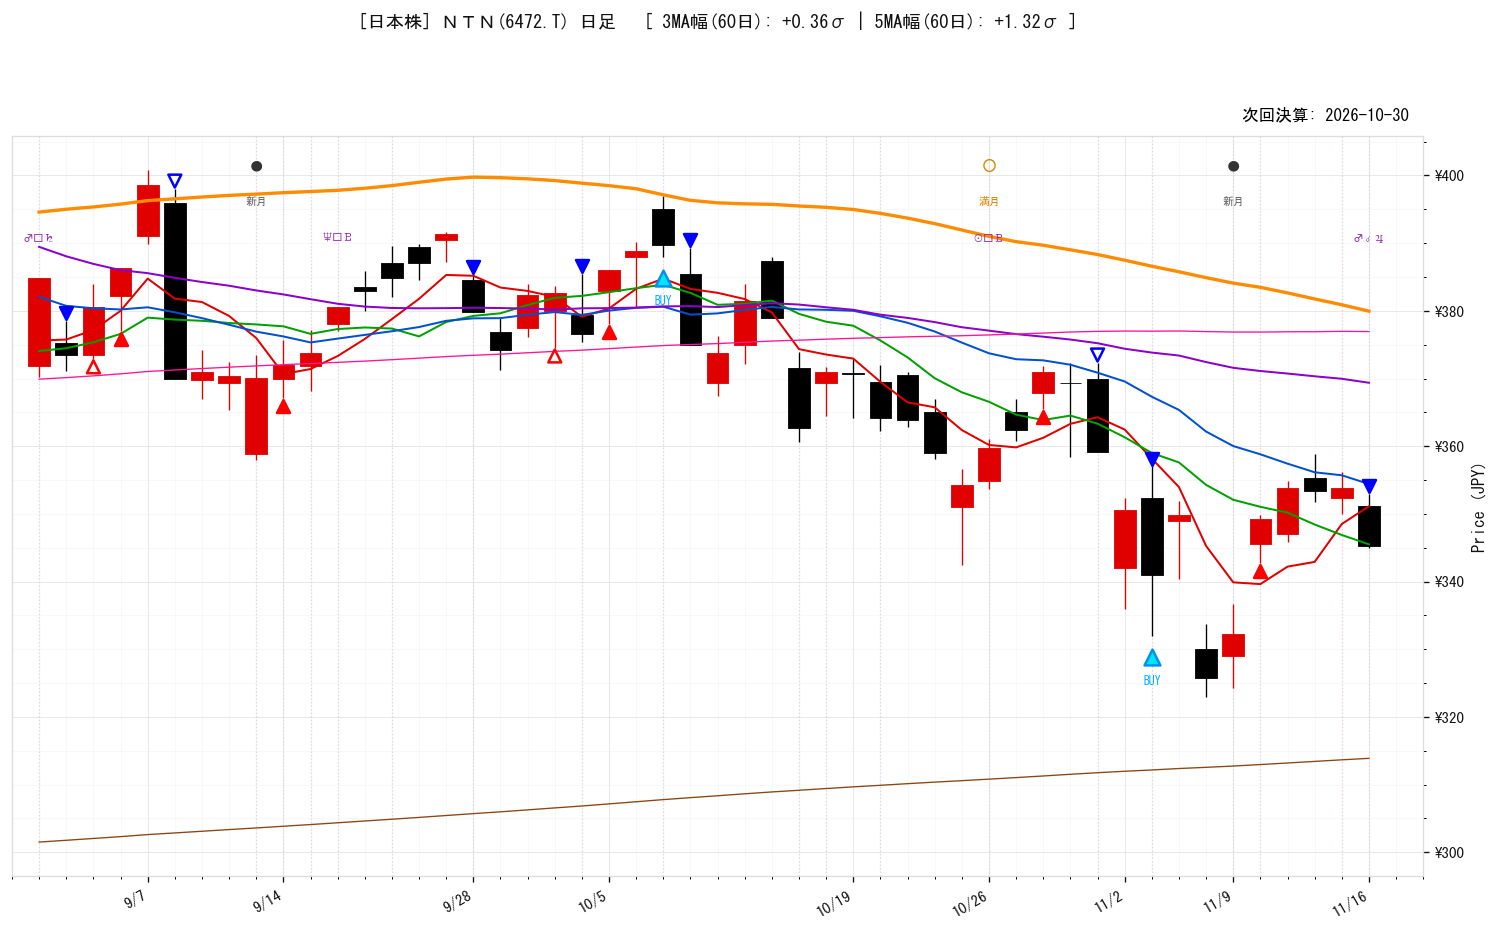 [日本株] ＮＴＮ(6472.T) 日足　[ 3MA幅(60日): +0.36σ | 5MA幅(60日): +1.32σ ]
次回決算: 2026-10-30
¥400
新月
満月
新月
♂□♄
♆□♇
☉□♇
♂☌♃
¥380
BUY
¥360
Price (JPY)
¥340
BUY
¥320
¥300
9/7
9/14
9/28
10/5
10/19
10/26
11/2
11/9
11/16